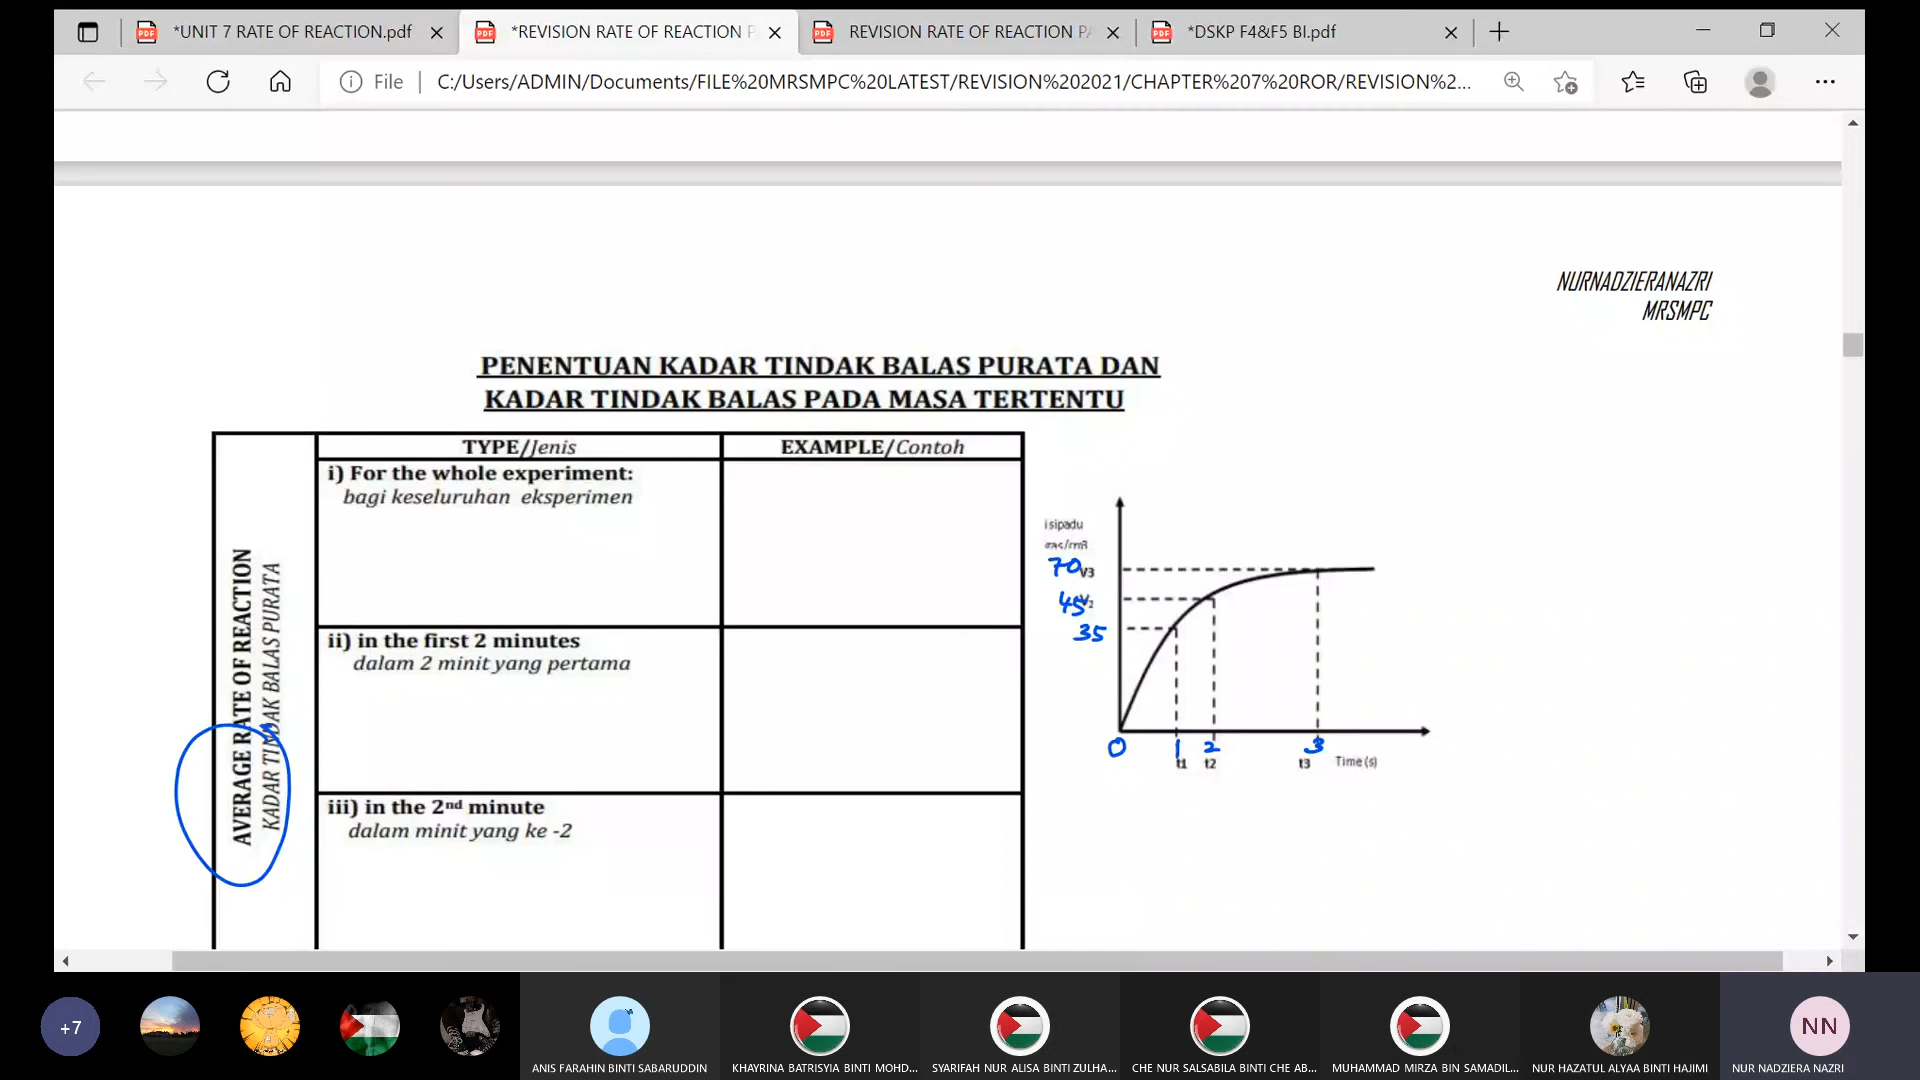 *UNIT 7 RATE OF REACTION.pdf
*REVISION RATE OF REACTION P
REVISION RATE OF REACTION PA
*DSKP F4&F5 BI.pdf
File
C:/Users/ADMIN/Documents/FILE%20MRSMPC%20LATEST/REVISION%202021/CHAPTER%207%20ROR/REVISION%2...
NURNADZIERANAZRI
MRSMPC
PENENTUAN KADAR TINDAK BALAS PURATA DAN
KADAR TINDAK BALAS PADA MASA TERTENTU
AVERAGE RATE OF REACTION
KADAR TINDAK BALAS PURATA
TYPE/Jenis
EXAMPLE/Contoh
i) For the whole experiment:
bagi keseluruhan eksperimen
ii) in the first 2 minutes
dalam 2 minit yang pertama
iii) in the 2nd minute
dalam minit yang ke -2
isipadu
gas/cm3
70 V3
45 V2
35
0 1 2 3
t1 t2 t3 Time (s)
+7
ANIS FARAHIN BINTI SABARUDDIN
KHAYRINA BATRISYIA BINTI MOHD...
SYARIFAH NUR ALISA BINTI ZULHA...
CHE NUR SALSABILA BINTI CHE AB...
MUHAMMAD MIRZA BIN SAMADIL...
NUR HAZATUL ALYAA BINTI HAJIMI
NN
NUR NADZIERA NAZRI